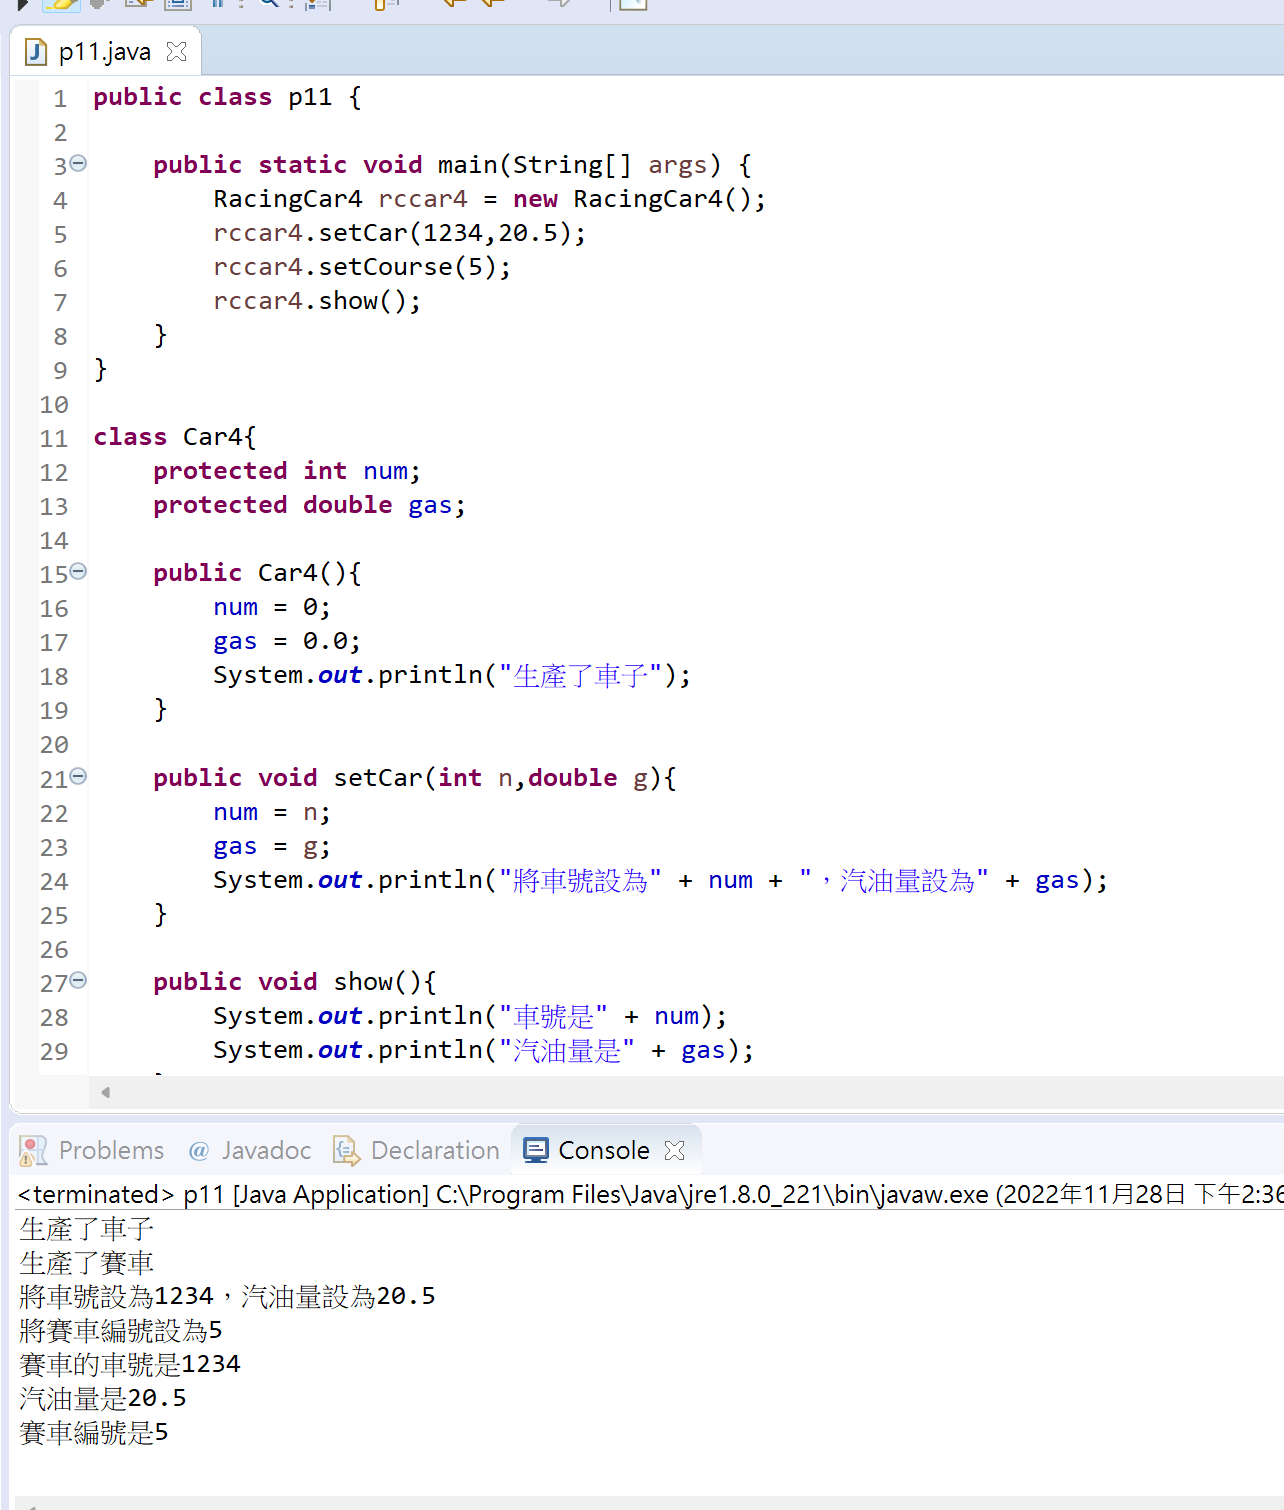 p11.java
1 public class p11 {
2
3     public static void main(String[] args) {
4         RacingCar4 rccar4 = new RacingCar4();
5         rccar4.setCar(1234,20.5);
6         rccar4.setCourse(5);
7         rccar4.show();
8     }
9 }
10
11 class Car4{
12     protected int num;
13     protected double gas;
14
15     public Car4(){
16         num = 0;
17         gas = 0.0;
18         System.out.println("生產了車子");
19     }
20
21     public void setCar(int n,double g){
22         num = n;
23         gas = g;
24         System.out.println("將車號設為" + num + "，汽油量設為" + gas);
25     }
26
27     public void show(){
28         System.out.println("車號是" + num);
29         System.out.println("汽油量是" + gas);
Problems @ Javadoc Declaration Console
<terminated> p11 [Java Application] C:\Program Files\Java\jre1.8.0_221\bin\javaw.exe (2022年11月28日 下午2:36
生產了車子
生產了賽車
將車號設為1234，汽油量設為20.5
將賽車編號設為5
賽車的車號是1234
汽油量是20.5
賽車編號是5